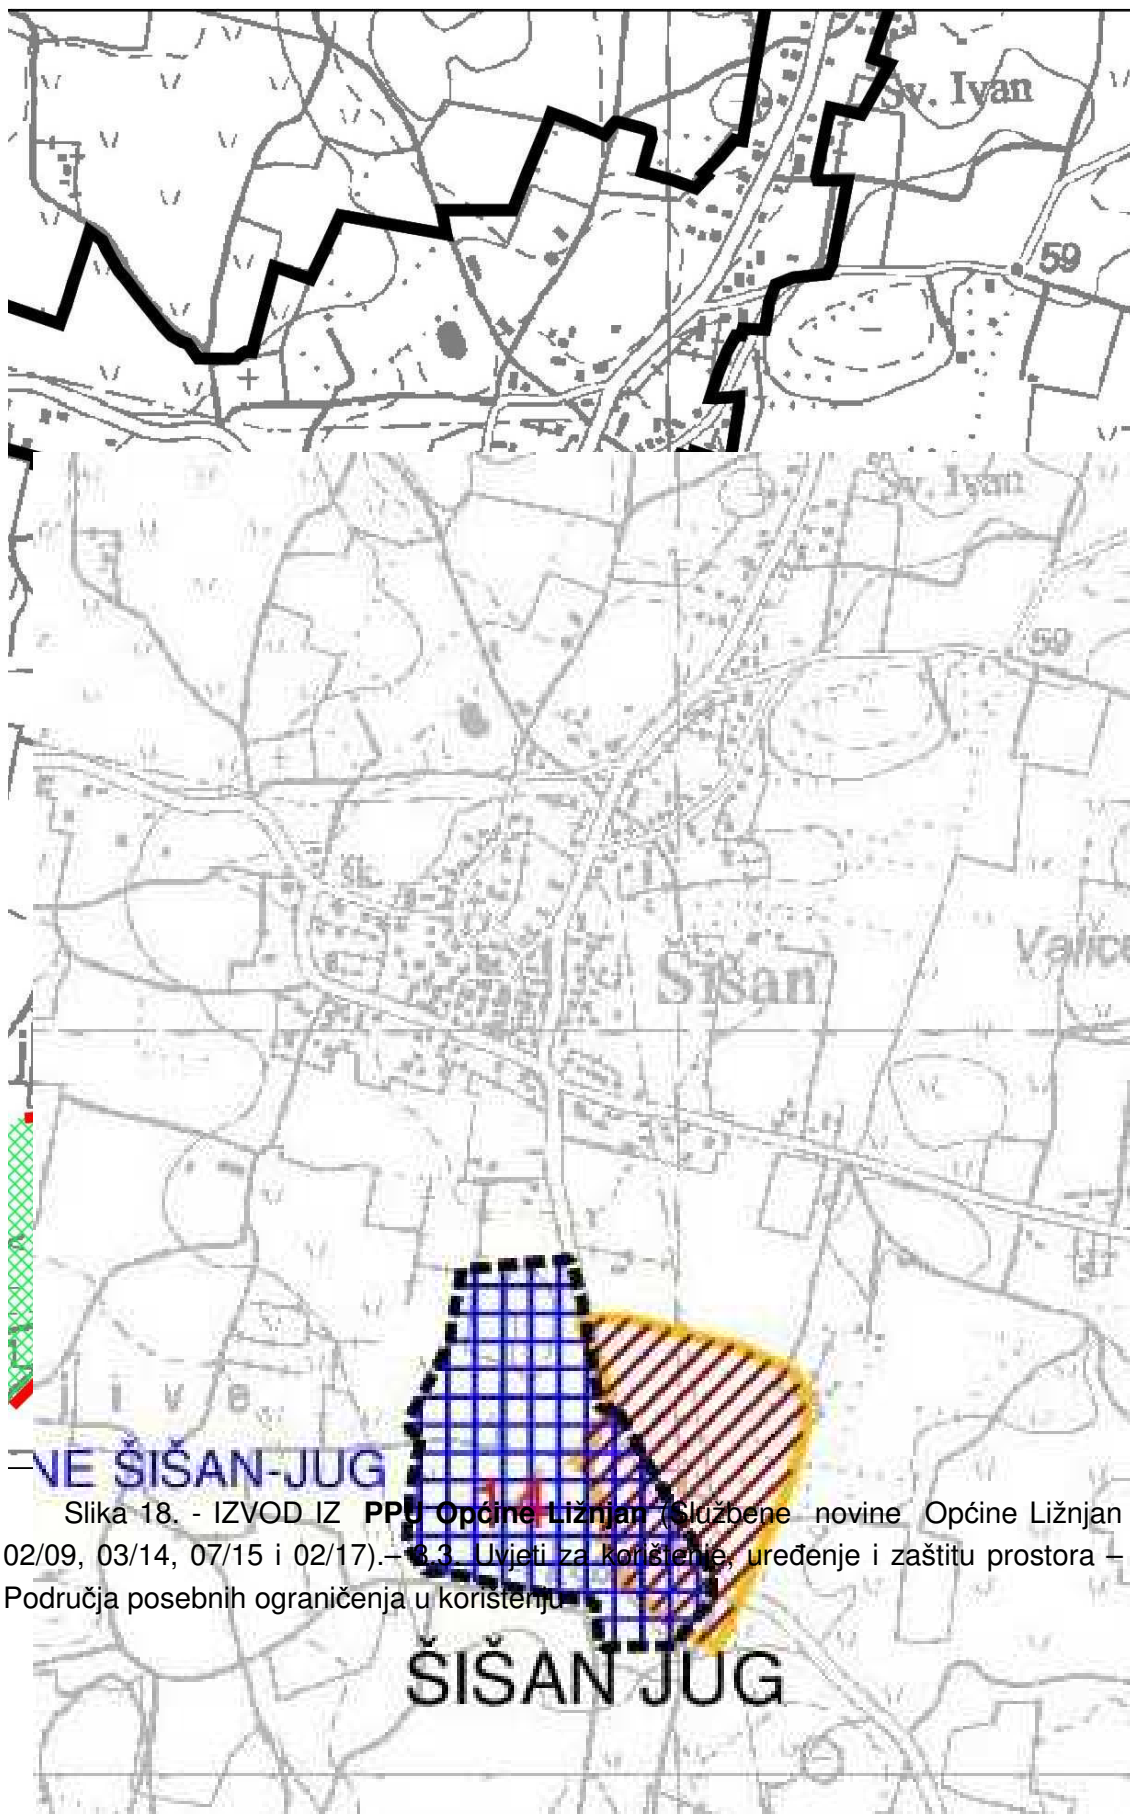 Sv. Ivan
59
Sv. Ivan
59
Šišan
j i v e
NE ŠIŠAN-JUG
14
Slika 18. - IZVOD IZ PPU Općine Ližnjan (Službene novine Općine Ližnjan
02/09, 03/14, 07/15 i 02/17).– 3.3. Uvjeti za korištenje, uređenje i zaštitu prostora –
Područja posebnih ograničenja u korištenju
ŠIŠAN JUG